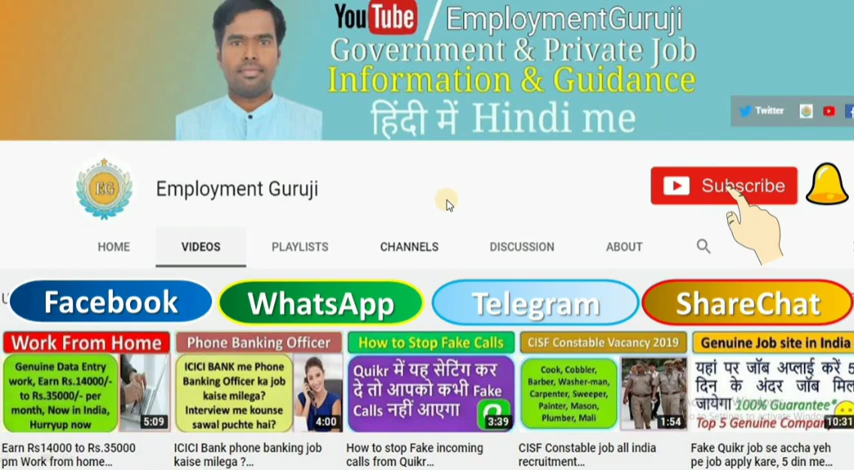 YouTube / EmploymentGuruji
Government & Private Job
Information & Guidance
हिंदी में Hindi me
Twitter
EG
Employment Guruji
Subscribe
HOME VIDEOS PLAYLISTS CHANNELS DISCUSSION ABOUT
Facebook WhatsApp Telegram ShareChat
Work From Home
Genuine Data Entry
work, Earn Rs.14000/-
to Rs.35000/- per
month, Now in India,
Hurryup now
5:09
Earn Rs14000 to Rs.35000
pm Work from home...
Phone Banking Officer
ICICI BANK me Phone
Banking Officer ka job
kaise milega?
Interview me kounse
sawal puchte hai?
4:00
ICICI Bank phone banking job
kaise milega ?...
How to Stop Fake Calls
Quikr में यह सेटिंग कर
दे तो आपको कभी Fake
Calls नहीं आएगा
3:39
How to stop Fake incoming
calls from Quikr...
CISF Constable Vacancy 2019
Cook, Cobbler,
Barber, Washer-man,
Carpenter, Sweeper,
Painter, Mason,
Plumber, Mali
1:54
CISF Constable job all india
recruitment...
Genuine Job site in India
यहां पर जॉब अप्लाई करें 5
दिन के अंदर जॉब मिल
जायेगा 100% Guarantee*
Top 5 Genuine Compan
10:31
Fake Quikr job se accha yeh
pe job apply kare, 5 din me...